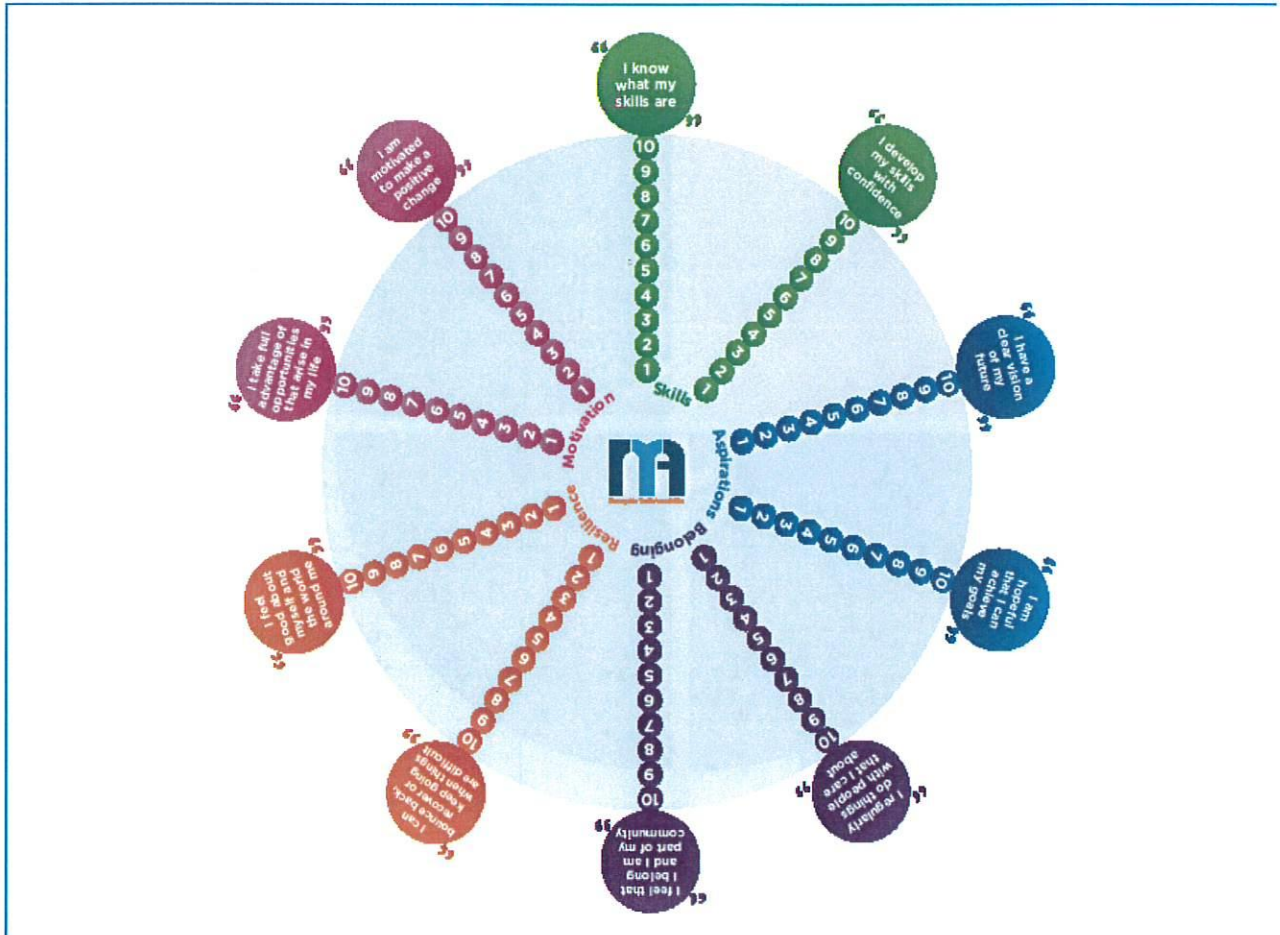 I know
what my
skills are
10
9
8
7
6
5
4
3
2
1
I develop
my skills
with
confidence
10
9
8
7
6
5
4
3
2
1
Skills
I have a
clear vision
of my
future
10
9
8
7
6
5
4
3
2
1
Aspirations
I am
hopeful
that I can
achieve
my goals
10
9
8
7
6
5
4
3
2
1
I regularly
do things
with people
that I care
about
10
9
8
7
6
5
4
3
2
1
Belonging
I feel that
I belong
and I am
part of my
community
10
9
8
7
6
5
4
3
2
1
I can
bounce back,
recover or
keep going
when things
are difficult
10
9
8
7
6
5
4
3
2
1
Resilience
I feel
good about
myself and
the world
around me
10
9
8
7
6
5
4
3
2
1
I take full
advantage of
opportunities
that arise in
my life
10
9
8
7
6
5
4
3
2
1
Motivation
I am
motivated
to make a
positive
change
10
9
8
7
6
5
4
3
2
1